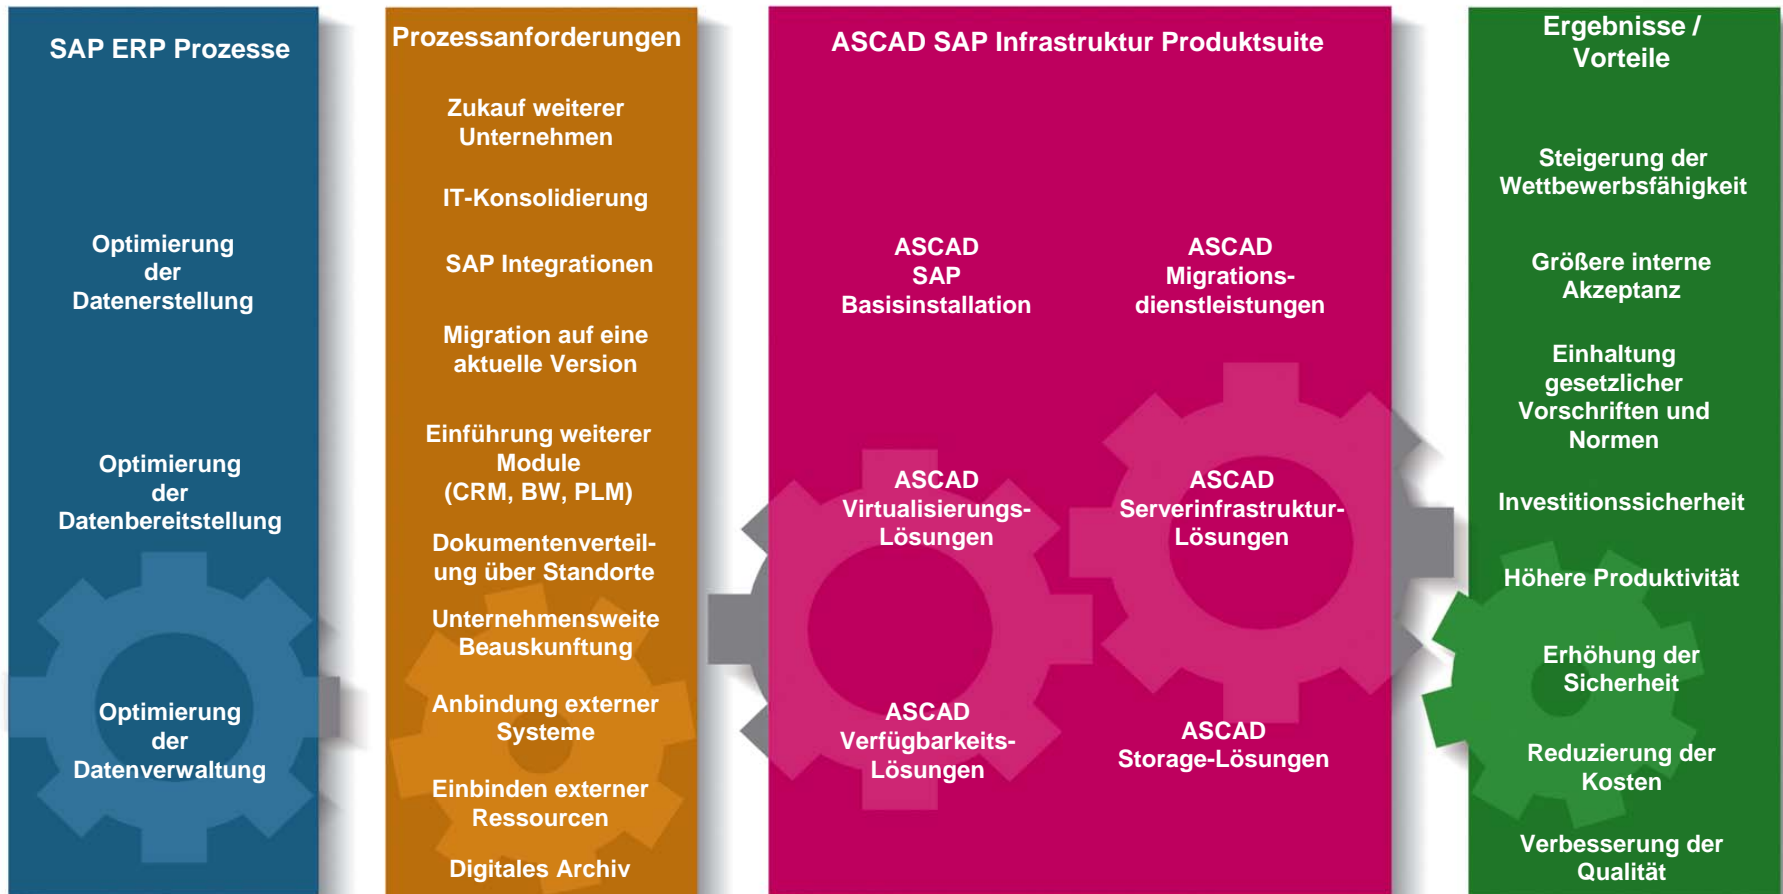 SAP ERP Prozesse
Optimierung
der
Datenerstellung
Optimierung
der
Datenbereitstellung
Optimierung
der
Datenverwaltung
Prozessanforderungen
Zukauf weiterer
Unternehmen
IT-Konsolidierung
SAP Integrationen
Migration auf eine
aktuelle Version
Einführung weiterer
Module
(CRM, BW, PLM)
Dokumentenverteil-
ung über Standorte
Unternehmensweite
Beauskunftung
Anbindung externer
Systeme
Einbinden externer
Ressourcen
Digitales Archiv
ASCAD SAP Infrastruktur Produktsuite
ASCAD
SAP
Basisinstallation
ASCAD
Migrations-
dienstleistungen
ASCAD
Virtualisierungs-
Lösungen
ASCAD
Serverinfrastruktur-
Lösungen
ASCAD
Verfügbarkeits-
Lösungen
ASCAD
Storage-Lösungen
Ergebnisse /
Vorteile
Steigerung der
Wettbewerbsfähigkeit
Größere interne
Akzeptanz
Einhaltung
gesetzlicher
Vorschriften und
Normen
Investitionssicherheit
Höhere Produktivität
Erhöhung der
Sicherheit
Reduzierung der
Kosten
Verbesserung der
Qualität